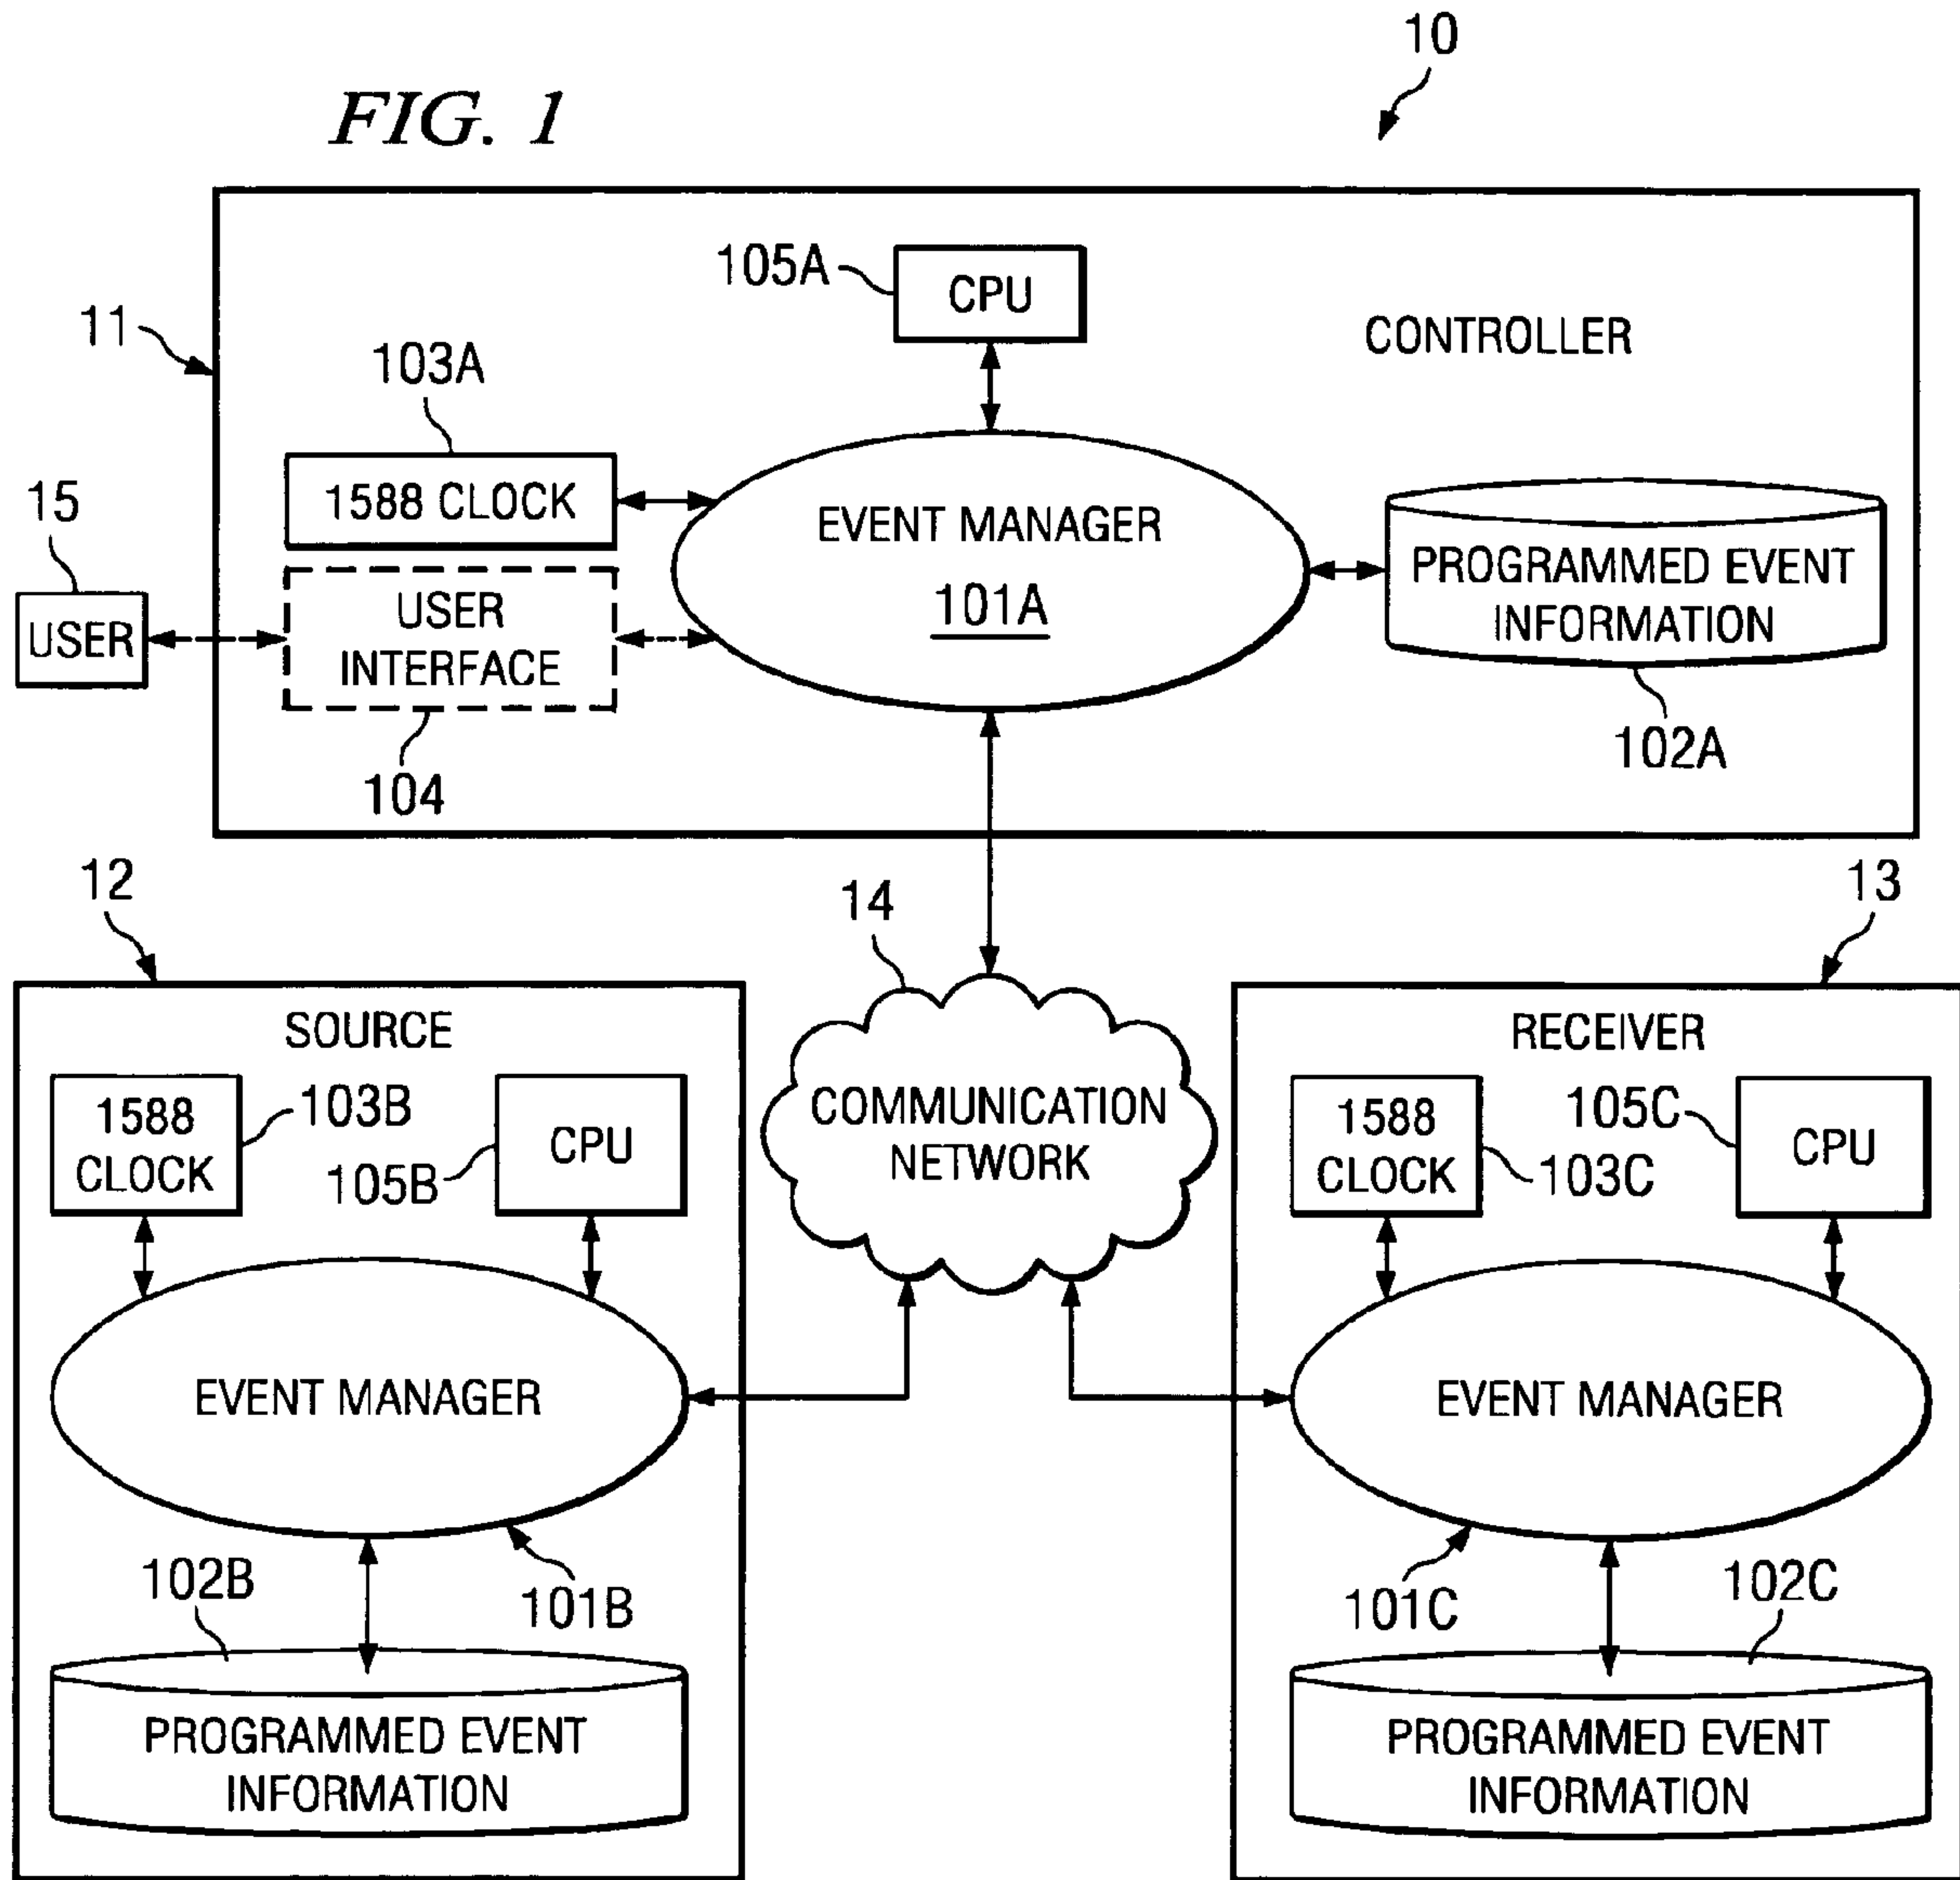 FIG. 1
10
11
105A
CPU
CONTROLLER
103A
1588 CLOCK
15
USER
USER
INTERFACE
104
EVENT MANAGER
101A
PROGRAMMED EVENT
INFORMATION
102A
12
14
13
SOURCE
1588
CLOCK
103B
105B
CPU
COMMUNICATION
NETWORK
RECEIVER
1588
CLOCK
103C
105C
CPU
EVENT MANAGER
101B
102B
PROGRAMMED EVENT
INFORMATION
EVENT MANAGER
101C
102C
PROGRAMMED EVENT
INFORMATION